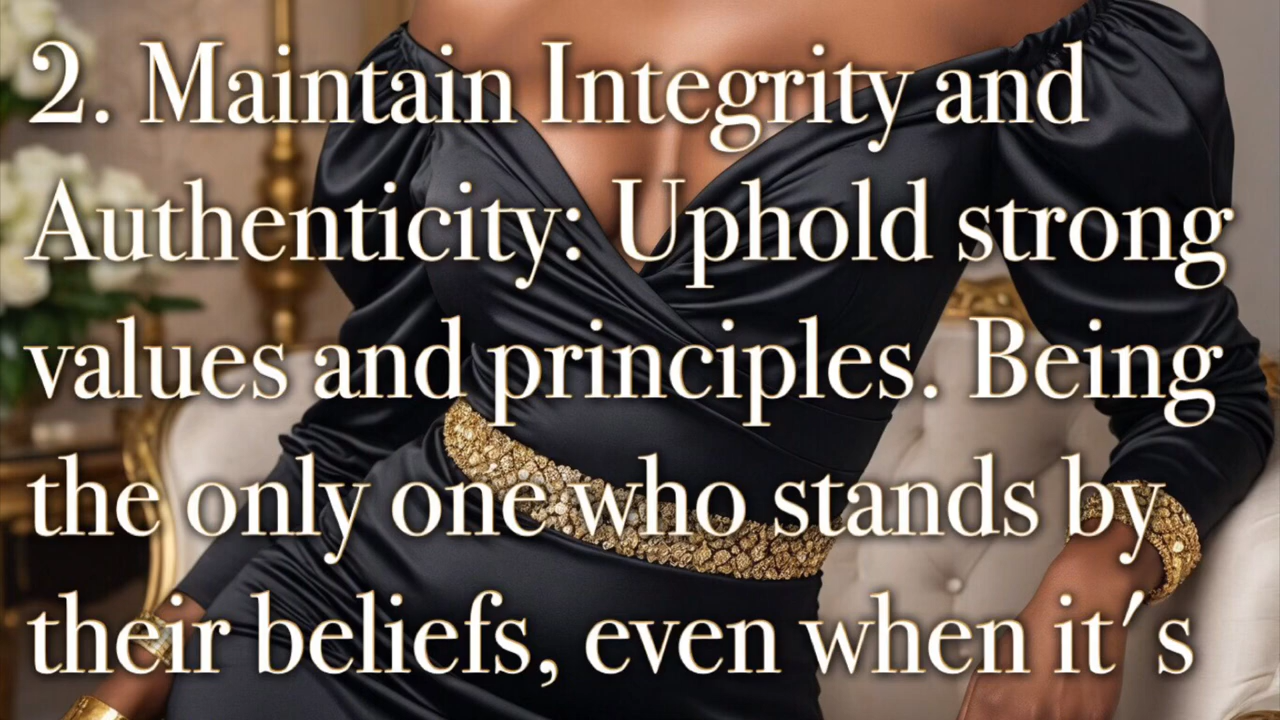 2. Maintain Integrity and
Authenticity: Uphold strong
values and principles. Being
the only one who stands by
their beliefs, even when it's